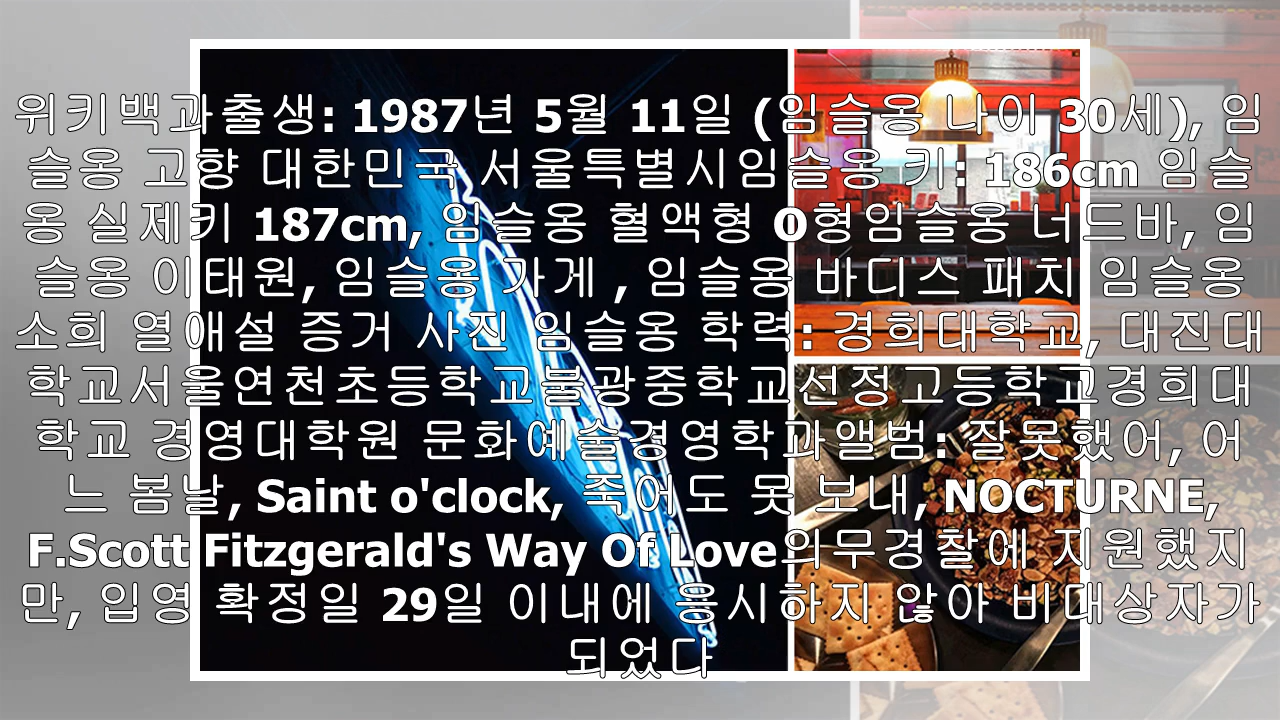 위키백과출생: 1987년 5월 11일 (임슬옹 나이 30세), 임
슬옹 고향 대한민국 서울특별시임슬옹 키: 186cm 임슬
옹 실제키 187cm, 임슬옹 혈액형 O형임슬옹 너드바, 임
슬옹 이태원, 임슬옹 가게 , 임슬옹 바디스 패치 임슬옹
소희 열애설 증거 사진 임슬옹 학력: 경희대학교, 대진대
학교서울연천초등학교불광중학교선정고등학교경희대
학교 경영대학원 문화예술경영학과앨범: 잘못했어, 어
느 봄날, Saint o'clock, 죽어도 못 보내, NOCTURNE,
F.Scott Fitzgerald's Way Of Love의무경찰에 지원했지
만, 입영 확정일 29일 이내에 응시하지 않아 비대상자가
되었다